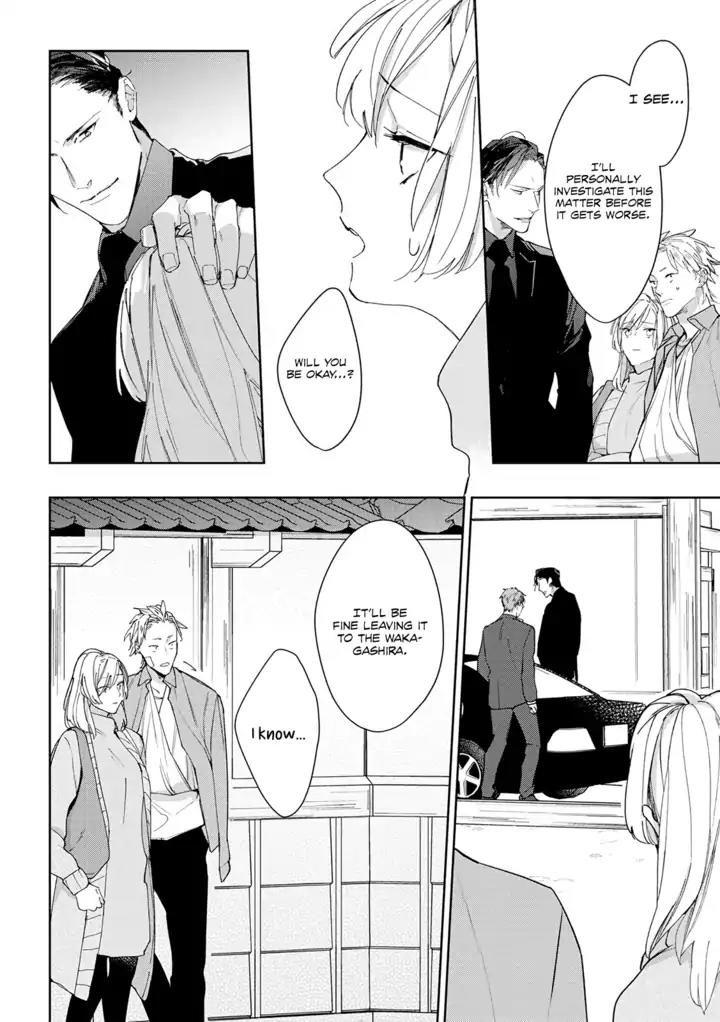 I SEE...
I'LL
PERSONALLY
INVESTIGATE THIS
MATTER BEFORE
IT GETS WORSE.
WILL YOU
BE OKAY...?
IT'LL BE
FINE LEAVING IT
TO THE WAKA-
GASHIRA.
I know...